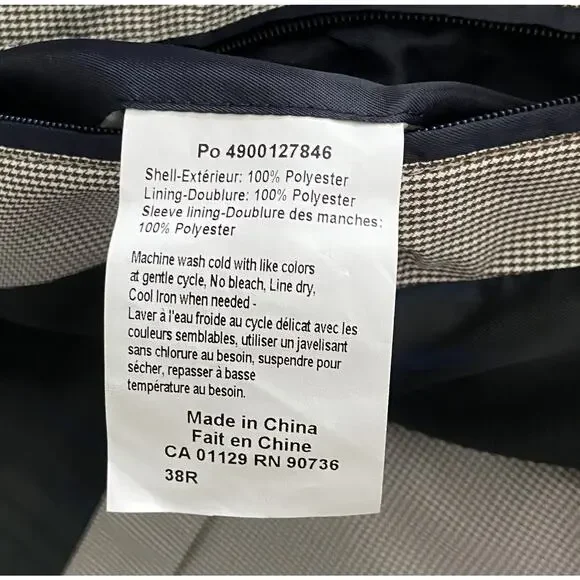 Po 4900127846
Shell-Extérieur: 100% Polyester
Lining-Doublure: 100% Polyester
Sleeve lining-Doublure des manches:
100% Polyester
Machine wash cold with like colors
at gentle cycle, No bleach, Line dry,
Cool Iron when needed -
Laver à l'eau froide au cycle délicat avec les
couleurs semblables, utiliser un javelisant
sans chlorure au besoin, suspendre pour
sécher, repasser à basse
température au besoin.
Made in China
Fait en Chine
CA 01129 RN 90736
38R